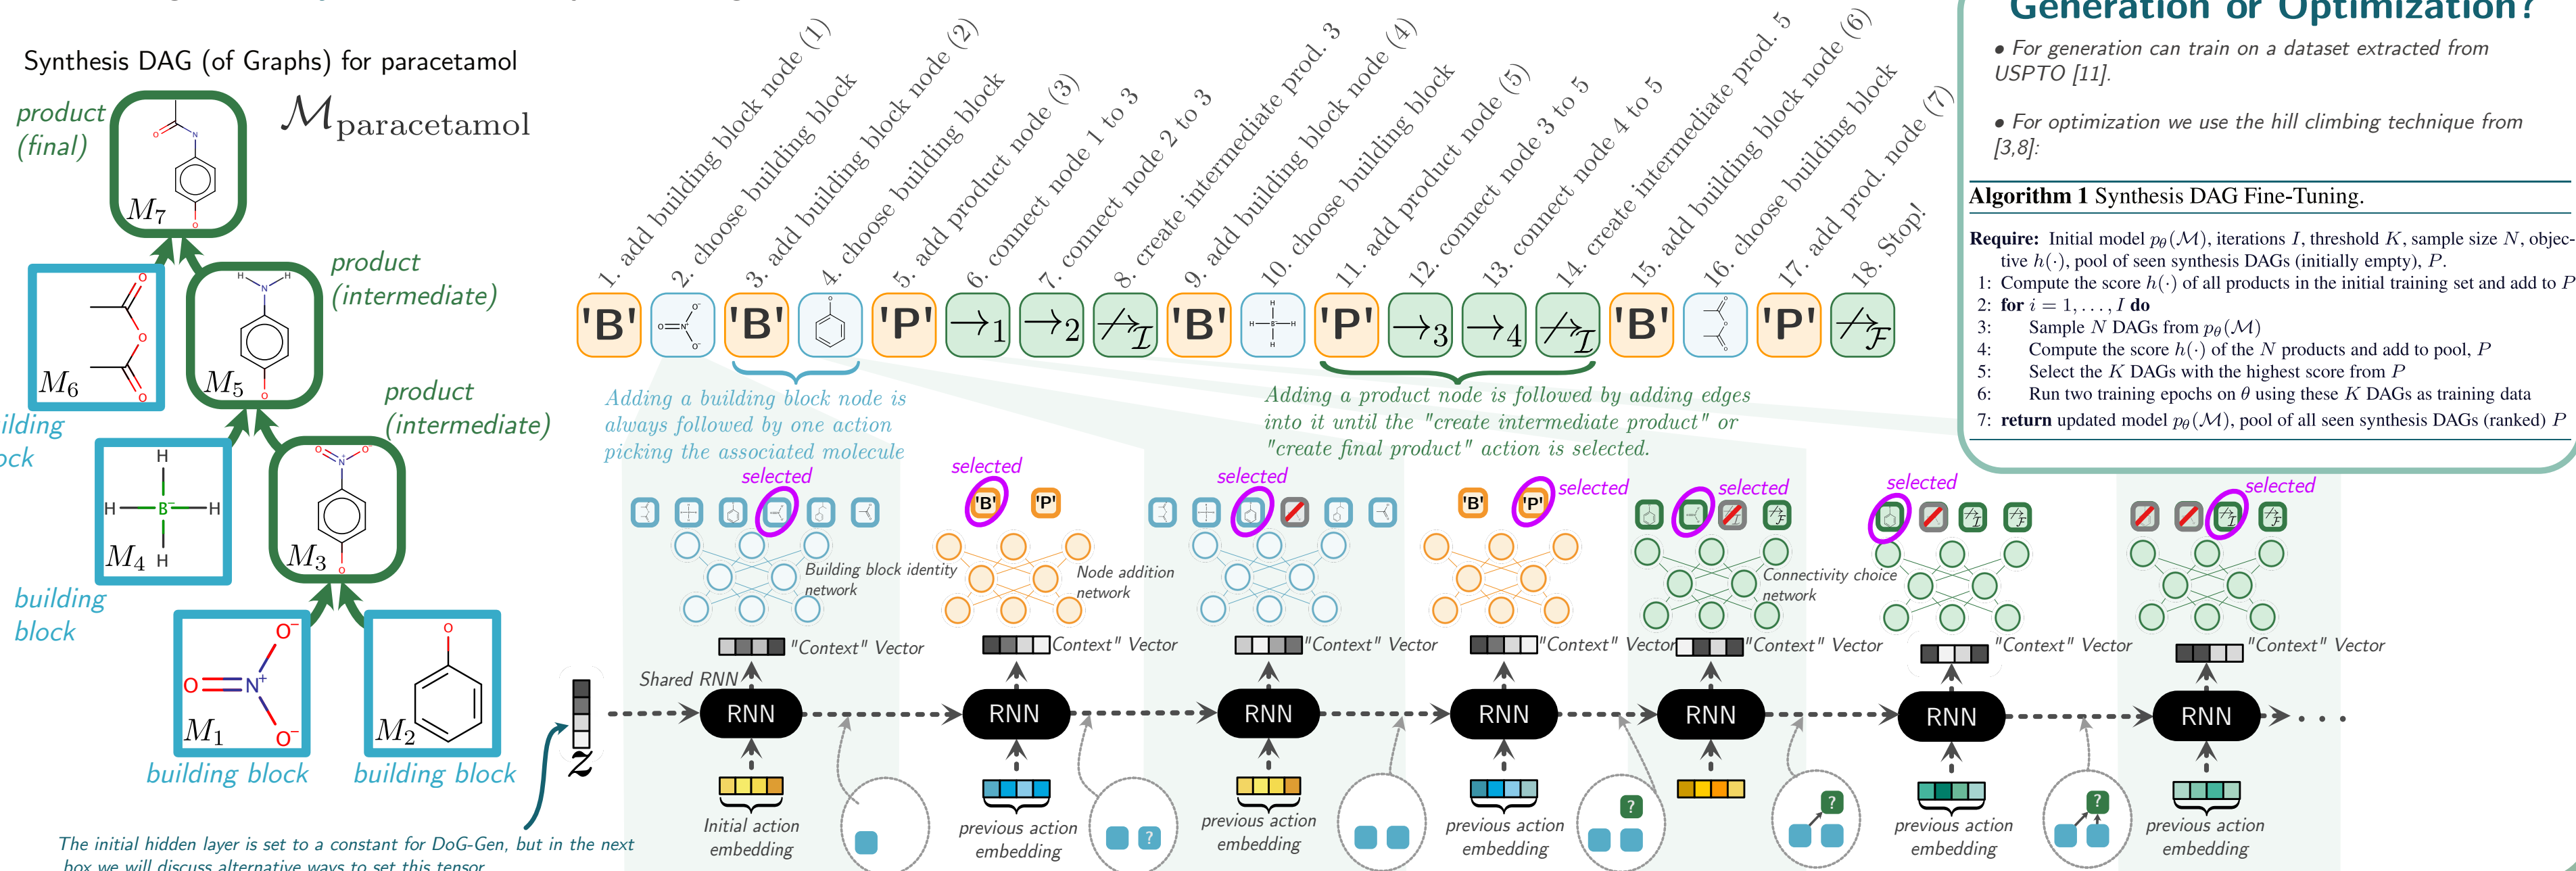 Synthesis DAG (of Graphs) for paracetamol
product
(final)
M_paracetamol
M7
product
(intermediate)
M6
M5
product
(intermediate)
M4
M3
building
block
M1
M2
building block
building block
The initial hidden layer is set to a constant for DoG-Gen, but in the next
box we will discuss alternative ways to set this tensor
1. add building block node (1)
2. choose building block
3. add building block node (2)
4. choose building block
5. add product node (3)
6. connect node 1 to 3
7. connect node 2 to 3
8. create intermediate prod. 3
9. add building block node (4)
10. choose building block
11. add product node (5)
12. connect node 3 to 5
13. connect node 4 to 5
14. create intermediate prod. 5
15. add building block node (6)
16. choose building block
17. add prod. node (7)
18. Stop!
'B' 'B' 'P' →1 →2 ↛I 'B' 'P' →3 →4 ↛I 'B' 'P' ↛F
Adding a building block node is
always followed by one action
picking the associated molecule
Adding a product node is followed by adding edges
into it until the "create intermediate product" or
"create final product" action is selected.
selected
selected
selected
selected
selected
selected
selected
'B' 'P'
'B' 'P'
Building block identity
network
Node addition
network
Connectivity choice
network
"Context" Vector
Context" Vector
"Context" Vector
"Context" Vector
"Context" Vector
"Context" Vector
"Context" Vector
Shared RNN
z
RNN
RNN
RNN
RNN
RNN
RNN
RNN
. . .
Initial action
embedding
previous action
embedding
previous action
embedding
previous action
embedding
previous action
embedding
previous action
embedding
?
?
?
?
Generation or Optimization?
• For generation can train on a dataset extracted from
USPTO [11].
• For optimization we use the hill climbing technique from
[3,8]:
Algorithm 1 Synthesis DAG Fine-Tuning.
Require: Initial model pθ(M), iterations I, threshold K, sample size N, objec-
tive h(·), pool of seen synthesis DAGs (initially empty), P.
1: Compute the score h(·) of all products in the initial training set and add to P
2: for i = 1, . . . , I do
3: Sample N DAGs from pθ(M)
4: Compute the score h(·) of the N products and add to pool, P
5: Select the K DAGs with the highest score from P
6: Run two training epochs on θ using these K DAGs as training data
7: return updated model pθ(M), pool of all seen synthesis DAGs (ranked) P